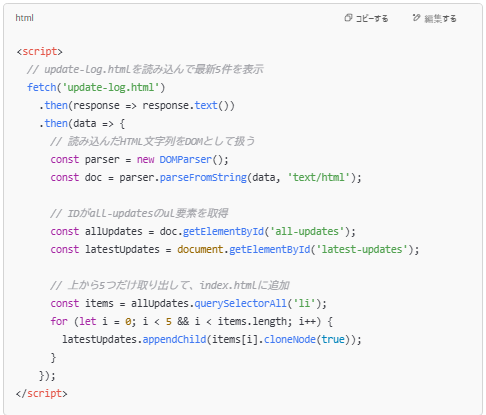 html コピーする 編集する
<script>
// update-log.htmlを読み込んで最新5件を表示
fetch('update-log.html')
.then(response => response.text())
.then(data => {
// 読み込んだHTML文字列をDOMとして扱う
const parser = new DOMParser();
const doc = parser.parseFromString(data, 'text/html');
// IDがall-updatesのul要素を取得
const allUpdates = doc.getElementById('all-updates');
const latestUpdates = document.getElementById('latest-updates');
// 上から5つだけ取り出して、index.htmlに追加
const items = allUpdates.querySelectorAll('li');
for (let i = 0; i < 5 && i < items.length; i++) {
latestUpdates.appendChild(items[i].cloneNode(true));
}
});
</script>